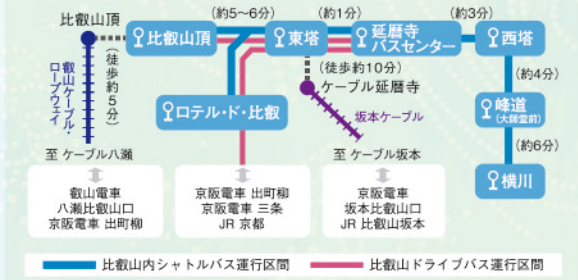 比叡山頂
(約5～6分)
(約1分)
(約3分)
比叡山頂
東塔
延暦寺
バスセンター
西塔
(徒歩約5分)
叡山ケーブル・
ロープウェイ
(徒歩約10分)
ケーブル延暦寺
(約4分)
ロテル・ド・比叡
坂本ケーブル
峰道
(大師堂前)
(約6分)
至 ケーブル八瀬
至 ケーブル坂本
横川
叡山電車
八瀬比叡山口
京阪電車 出町柳
京阪電車 出町柳
京阪電車 三条
JR 京都
京阪電車
坂本比叡山口
JR 比叡山坂本
比叡山内シャトルバス運行区間
比叡山ドライブバス運行区間